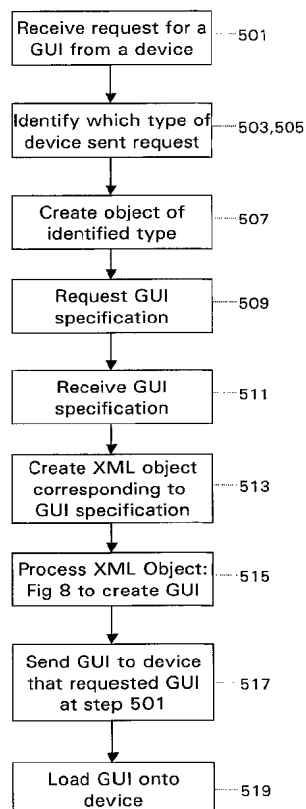 Receive request for a
GUI from a device
501
Identify which type of
device sent request
503,505
Create object of
identified type
507
Request GUI
specification
509
Receive GUI
specification
511
Create XML object
corresponding to
GUI specification
513
Process XML Object:
Fig 8 to create GUI
515
Send GUI to device
that requested GUI
at step 501
517
Load GUI onto
device
519